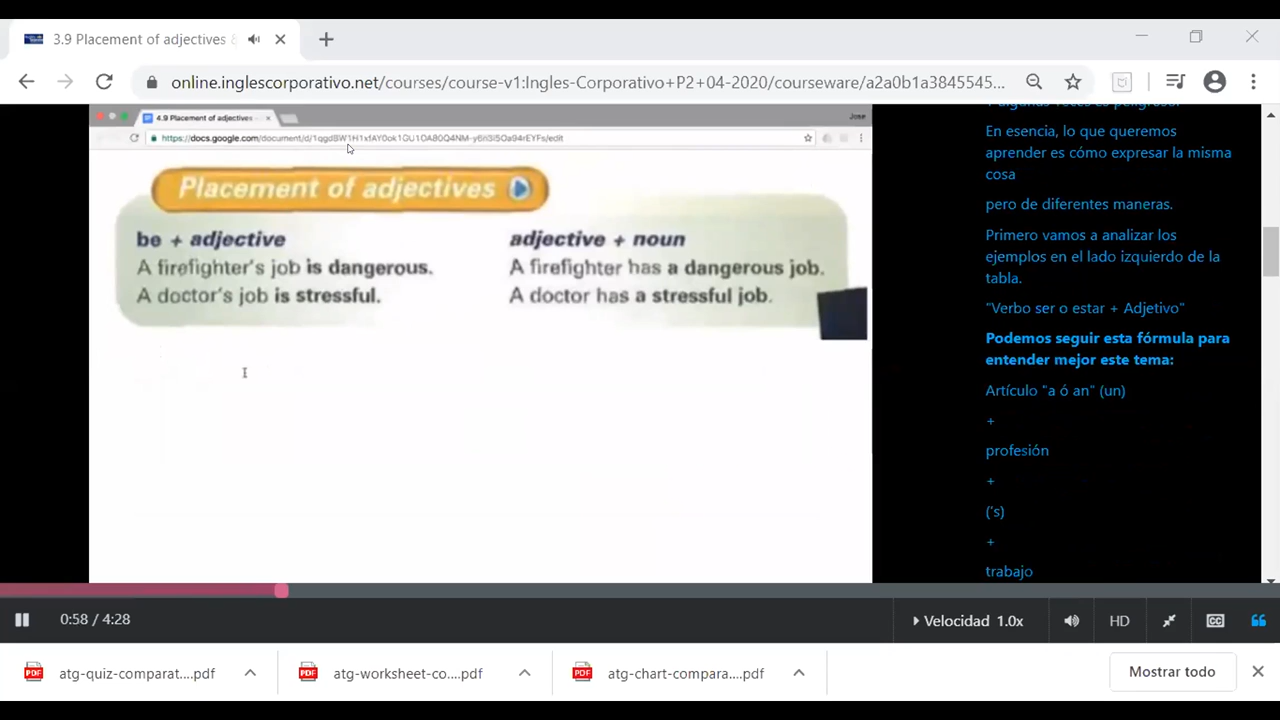 3.9 Placement of adjectives
online.inglescorporativo.net/courses/course-v1:Ingles-Corporativo+P2+04-2020/courseware/a2a0b1a3845545...
4.9 Placement of adjectives
Jose
Placement of adjectives
be + adjective
A firefighter's job is dangerous.
A doctor's job is stressful.
adjective + noun
A firefighter has a dangerous job.
A doctor has a stressful job.
En esencia, lo que queremos
aprender es cómo expresar la misma
cosa
pero de diferentes maneras.
Primero vamos a analizar los
ejemplos en el lado izquierdo de la
tabla.
"Verbo ser o estar + Adjetivo"
Podemos seguir esta fórmula para
entender mejor este tema:
Artículo "a ó an" (un)
+
profesión
+
('s)
+
trabajo
0:58 / 4:28
Velocidad 1.0x
HD
CC
PDF
atg-quiz-comparat....pdf
PDF
atg-worksheet-co....pdf
PDF
atg-chart-compara....pdf
Mostrar todo